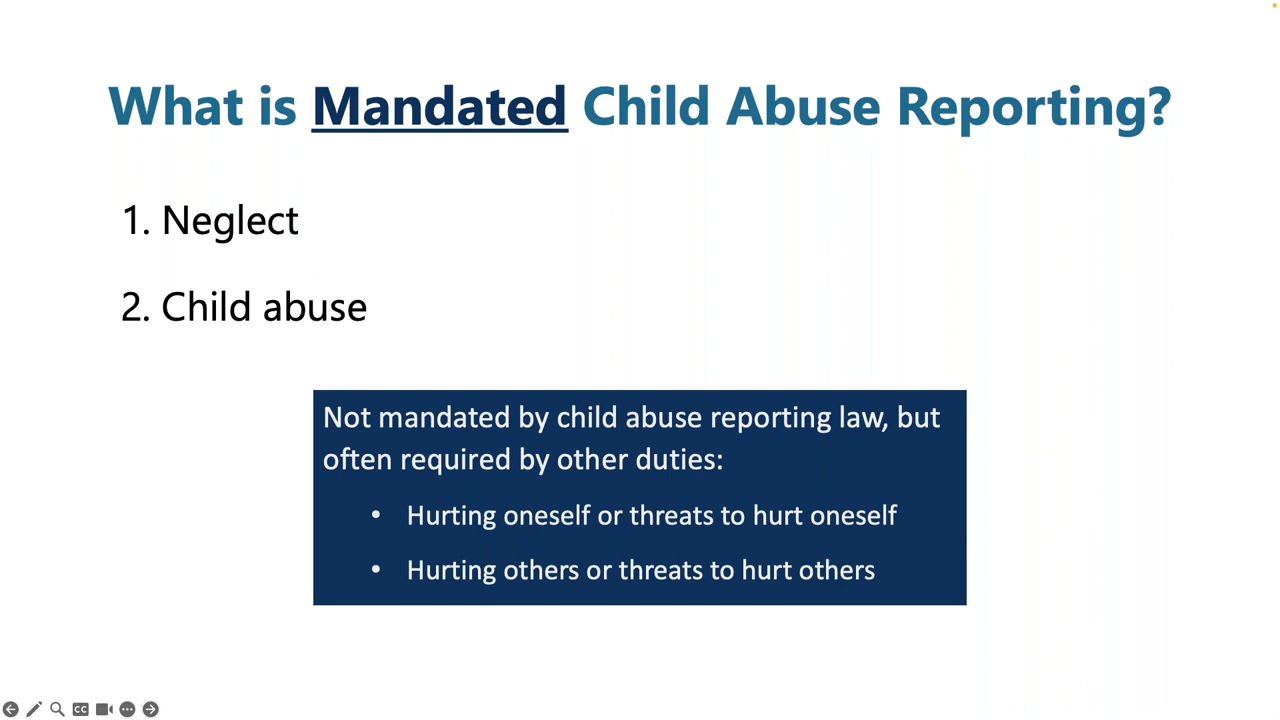 What is Mandated Child Abuse Reporting?
1. Neglect
2. Child abuse
Not mandated by child abuse reporting law, but
often required by other duties:
• Hurting oneself or threats to hurt oneself
• Hurting others or threats to hurt others
CC